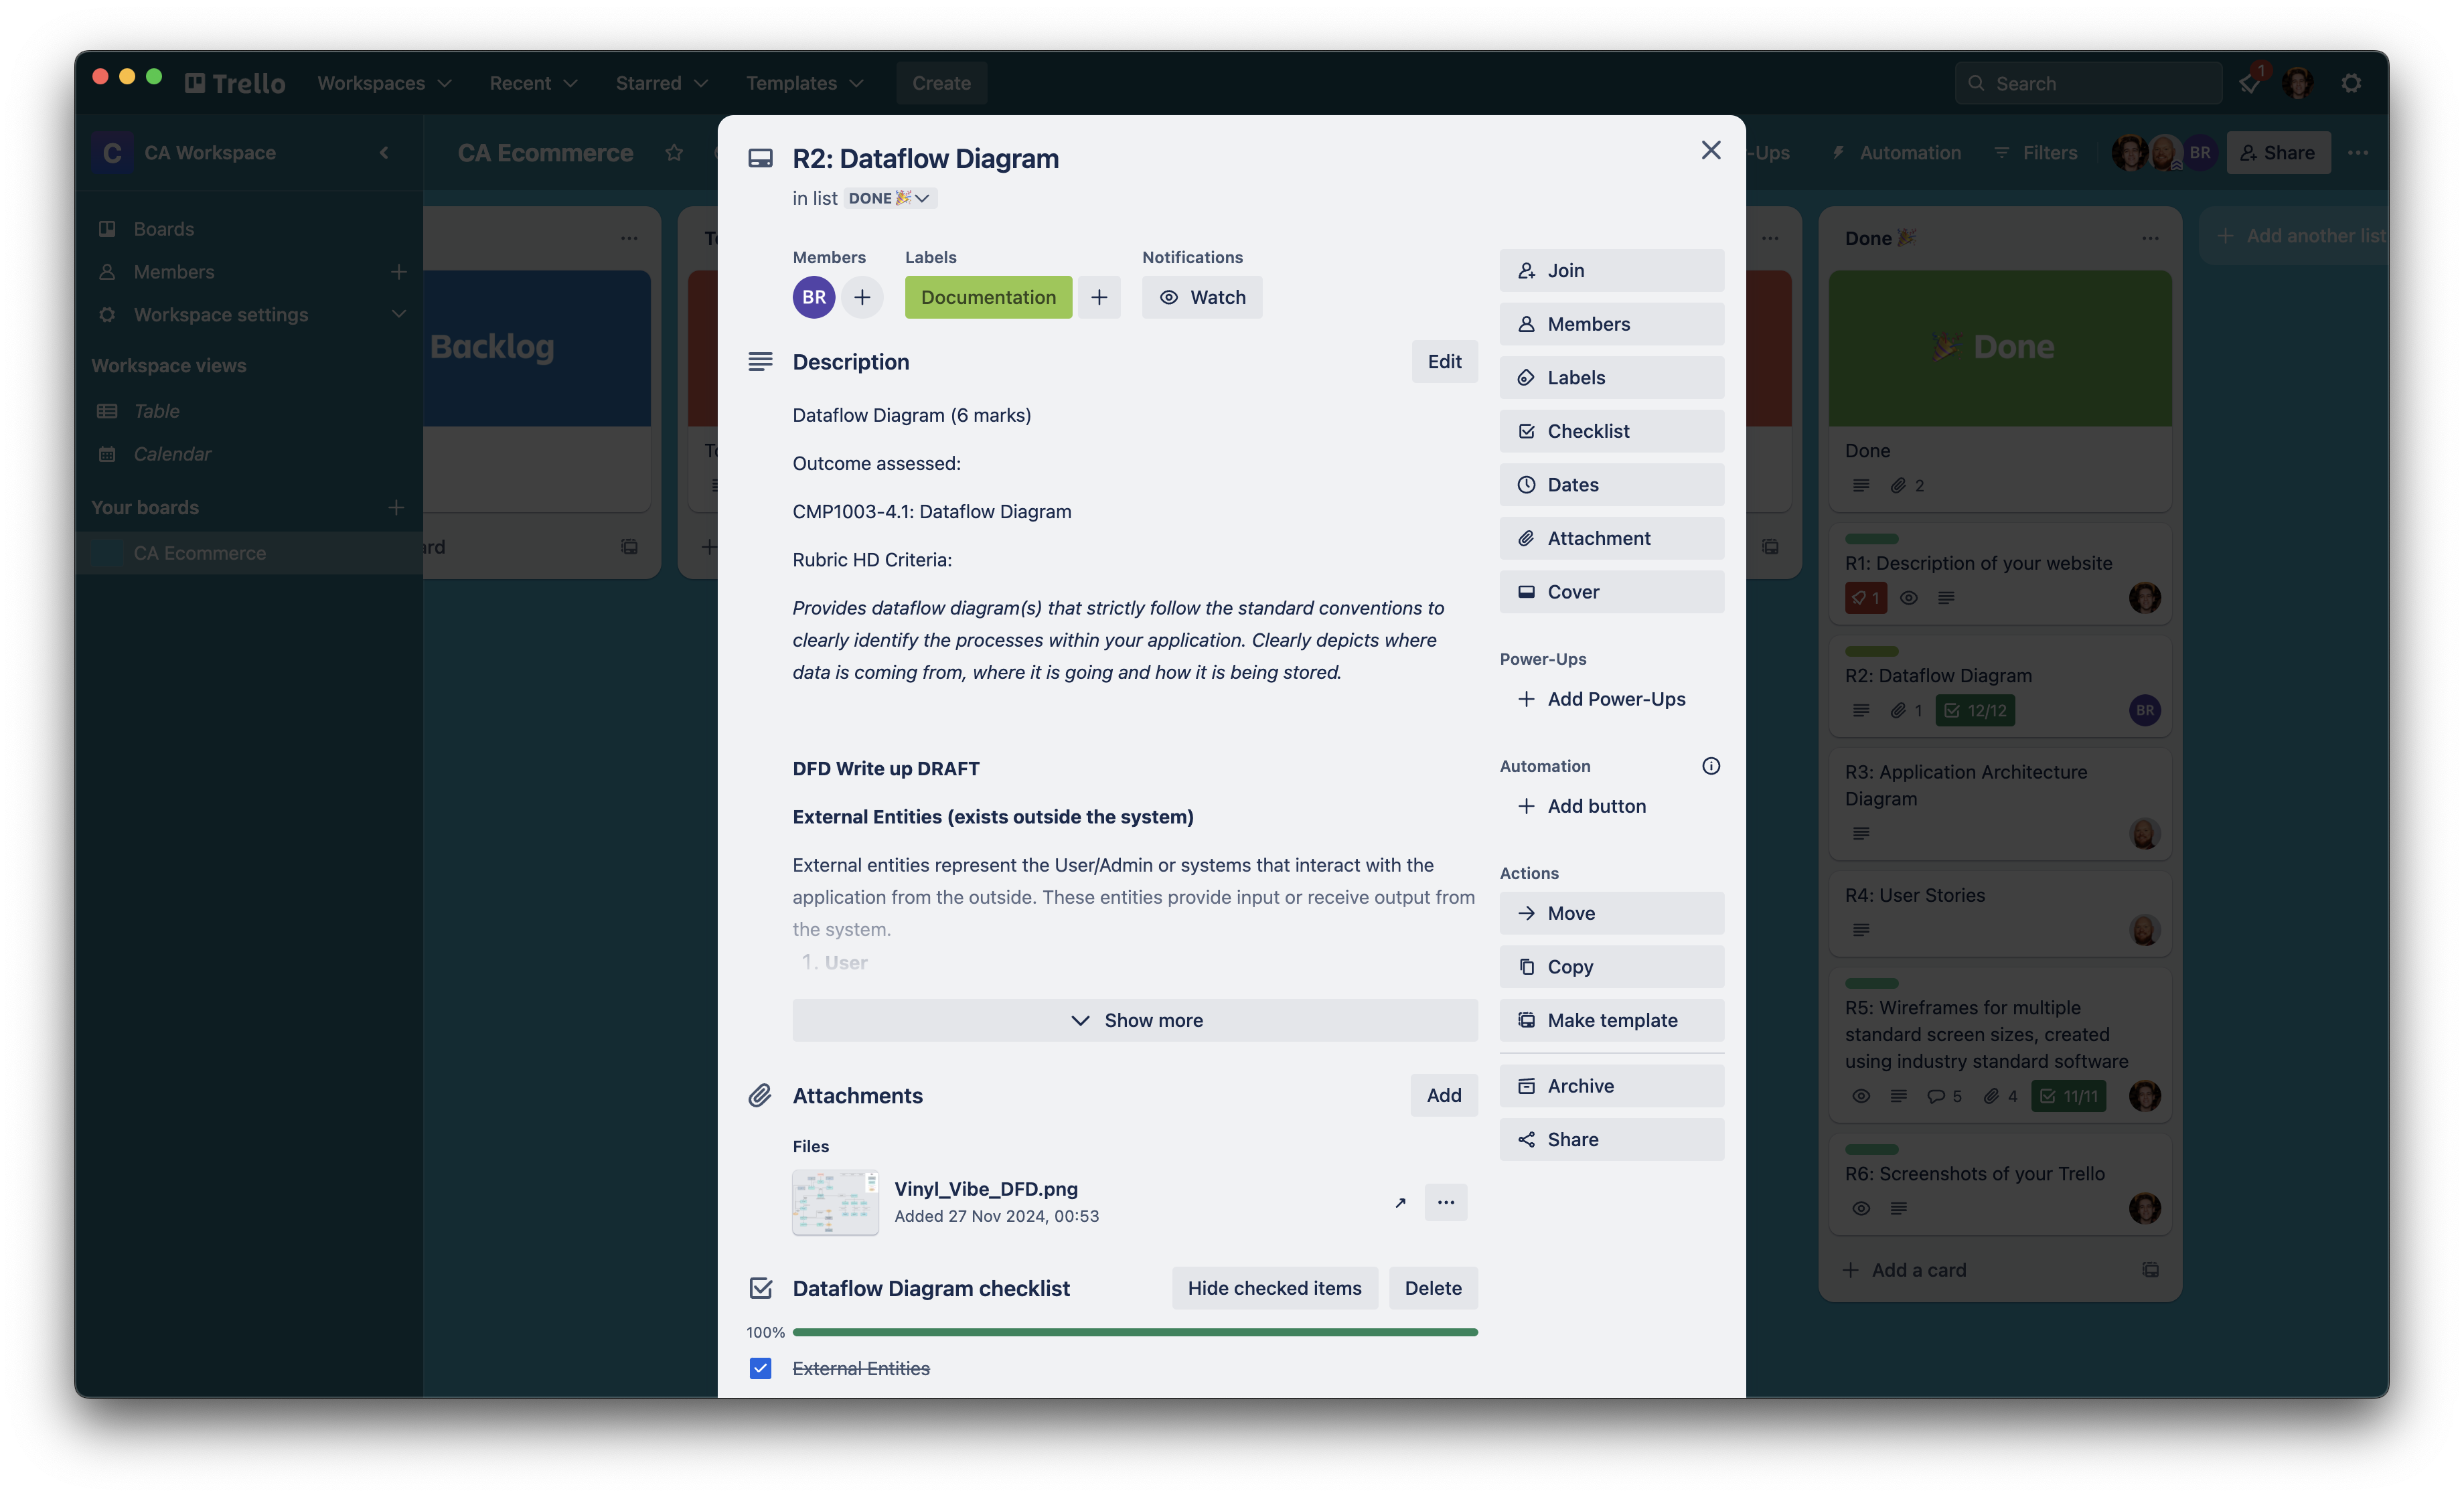 Trello
Workspaces
Recent
Starred
Templates
Create
Search
1
C
CA Workspace
CA Ecommerce
-Ups
Automation
Filters
BR
Share
Boards
Members
Workspace settings
Workspace views
Table
Calendar
Your boards
CA Ecommerce
Backlog
ard
R2: Dataflow Diagram
in list DONE 🎉
Members
Labels
Notifications
BR
Documentation
Watch
Description
Edit
Dataflow Diagram (6 marks)
Outcome assessed:
CMP1003-4.1: Dataflow Diagram
Rubric HD Criteria:
Provides dataflow diagram(s) that strictly follow the standard conventions to
clearly identify the processes within your application. Clearly depicts where
data is coming from, where it is going and how it is being stored.
DFD Write up DRAFT
External Entities (exists outside the system)
External entities represent the User/Admin or systems that interact with the
application from the outside. These entities provide input or receive output from
the system.
1. User
Show more
Attachments
Add
Files
Vinyl_Vibe_DFD.png
Added 27 Nov 2024, 00:53
Dataflow Diagram checklist
Hide checked items
Delete
100%
External Entities
Join
Members
Labels
Checklist
Dates
Attachment
Cover
Power-Ups
Add Power-Ups
Automation
Add button
Actions
Move
Copy
Make template
Archive
Share
Done 🎉
🎉 Done
Done
2
R1: Description of your website
1
R2: Dataflow Diagram
1
12/12
BR
R3: Application Architecture
Diagram
R4: User Stories
R5: Wireframes for multiple
standard screen sizes, created
using industry standard software
5
4
11/11
R6: Screenshots of your Trello
Add a card
Add another list